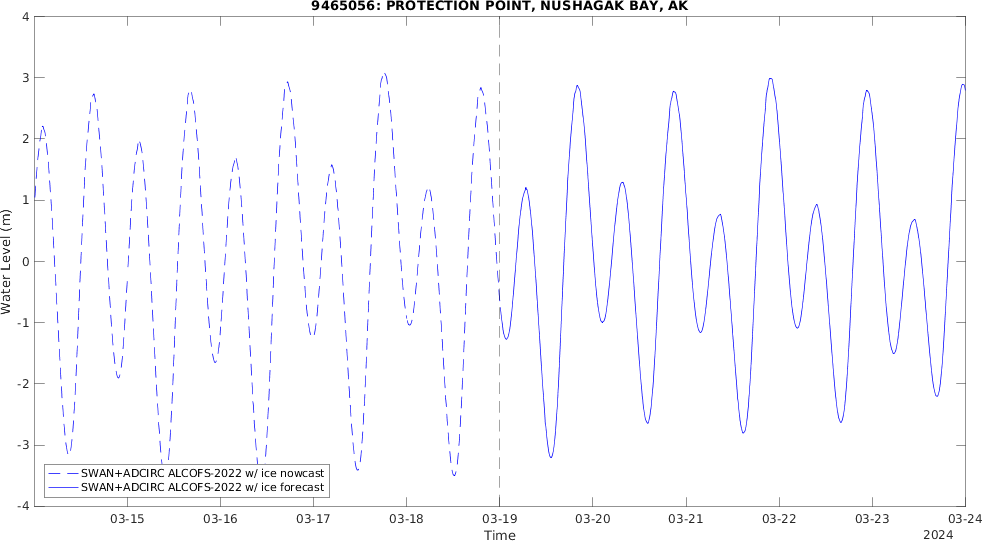 9465056: PROTECTION POINT, NUSHAGAK BAY, AK
4
3
2
1
0
-1
-2
-3
-4
Water Level (m)
SWAN+ADCIRC ALCOFS-2022 w/ ice nowcast
SWAN+ADCIRC ALCOFS-2022 w/ ice forecast
03-15 03-16 03-17 03-18 03-19 03-20 03-21 03-22 03-23 03-24
Time
2024